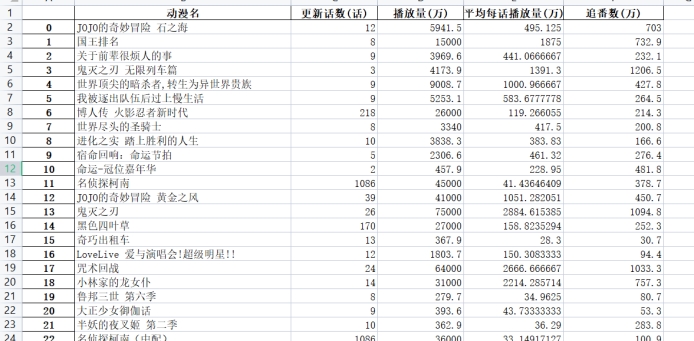 1 动漫名 更新话数(话) 播放量(万) 平均每话播放量(万) 追番数(万)
2 0 JOJO的奇妙冒险 石之海 12 5941.5 495.125 703
3 1 国王排名 8 15000 1875 732.9
4 2 关于前辈很烦人的事 9 3969.6 441.0666667 232.1
5 3 鬼灭之刃 无限列车篇 3 4173.9 1391.3 1206.5
6 4 世界顶尖的暗杀者,转生为异世界贵族 9 9008.7 1000.966667 427.8
7 5 我被逐出队伍后过上慢生活 9 5253.1 583.6777778 264.5
8 6 博人传 火影忍者新时代 218 26000 119.266055 214.3
9 7 世界尽头的圣骑士 8 3340 417.5 200.8
10 8 进化之实 踏上胜利的人生 10 3838.3 383.83 166.6
11 9 宿命回响：命运节拍 5 2306.6 461.32 276.4
12 10 命运-冠位嘉年华 2 457.9 228.95 481.8
13 11 名侦探柯南 1086 45000 41.43646409 378.7
14 12 JOJO的奇妙冒险 黄金之风 39 41000 1051.282051 450.7
15 13 鬼灭之刃 26 75000 2884.615385 1094.8
16 14 黑色四叶草 170 27000 158.8235294 252.3
17 15 奇巧出租车 13 367.9 28.3 30.7
18 16 LoveLive 爱与演唱会!超级明星!! 12 1803.7 150.3083333 94.4
19 17 咒术回战 24 64000 2666.666667 1033.3
20 18 小林家的龙女仆 14 31000 2214.285714 757.3
21 19 鲁邦三世 第六季 8 279.7 34.9625 80.7
22 20 大正少女御伽话 9 393.6 43.73333333 53.3
23 21 半妖的夜叉姬 第二季 10 362.9 36.29 283.8
24 22 名侦探柯南（中配） 1086 36000 33.14917127 100.9